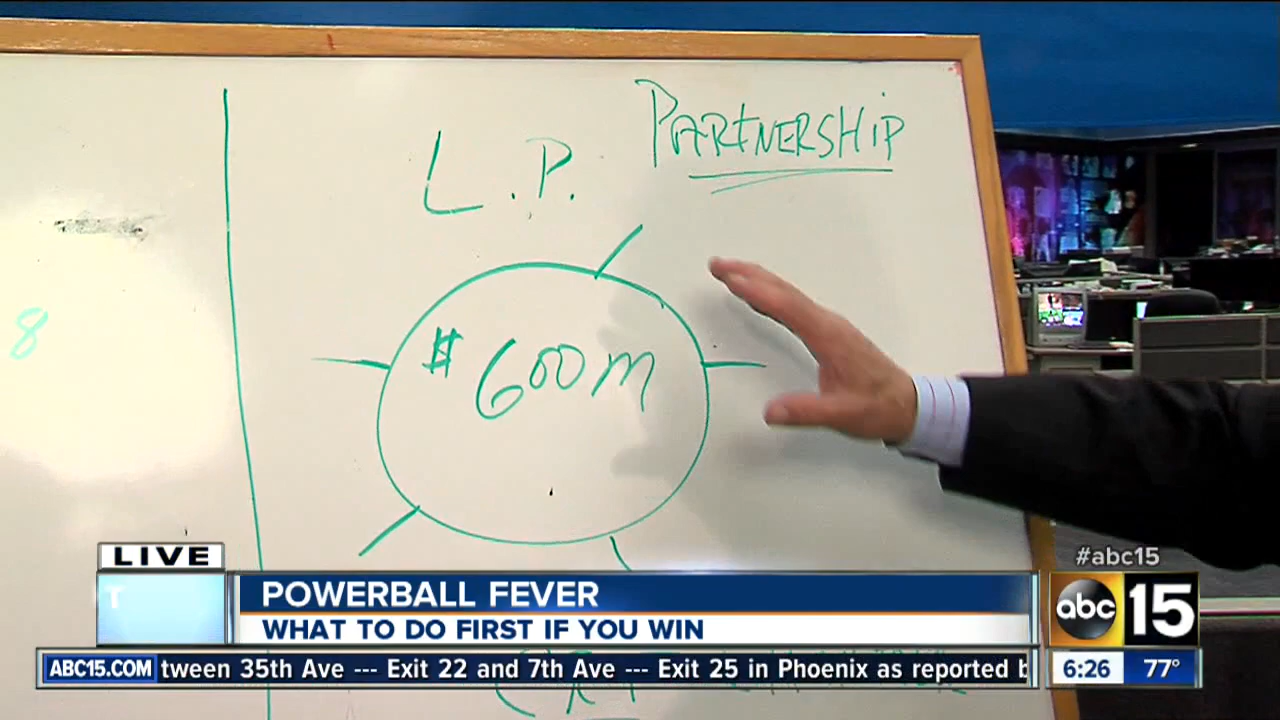 PARTNERSHIP
L.P.
$600m
8
LIVE
#abc15
T
POWERBALL FEVER
WHAT TO DO FIRST IF YOU WIN
abc 15
ABC15.COM tween 35th Ave --- Exit 22 and 7th Ave --- Exit 25 in Phoenix as reported b
6:26 77°